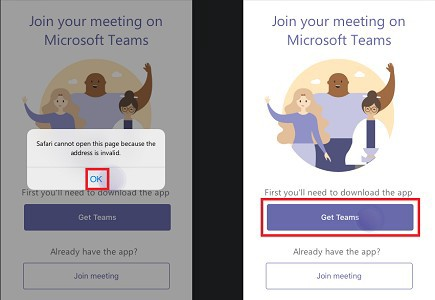 Join your meeting on
Microsoft Teams
Safari cannot open this page because the
address is invalid.
OK
First you'll need to download the app
Get Teams
Already have the app?
Join meeting
Join your meeting on
Microsoft Teams
First you'll need to download the app
Get Teams
Already have the app?
Join meeting